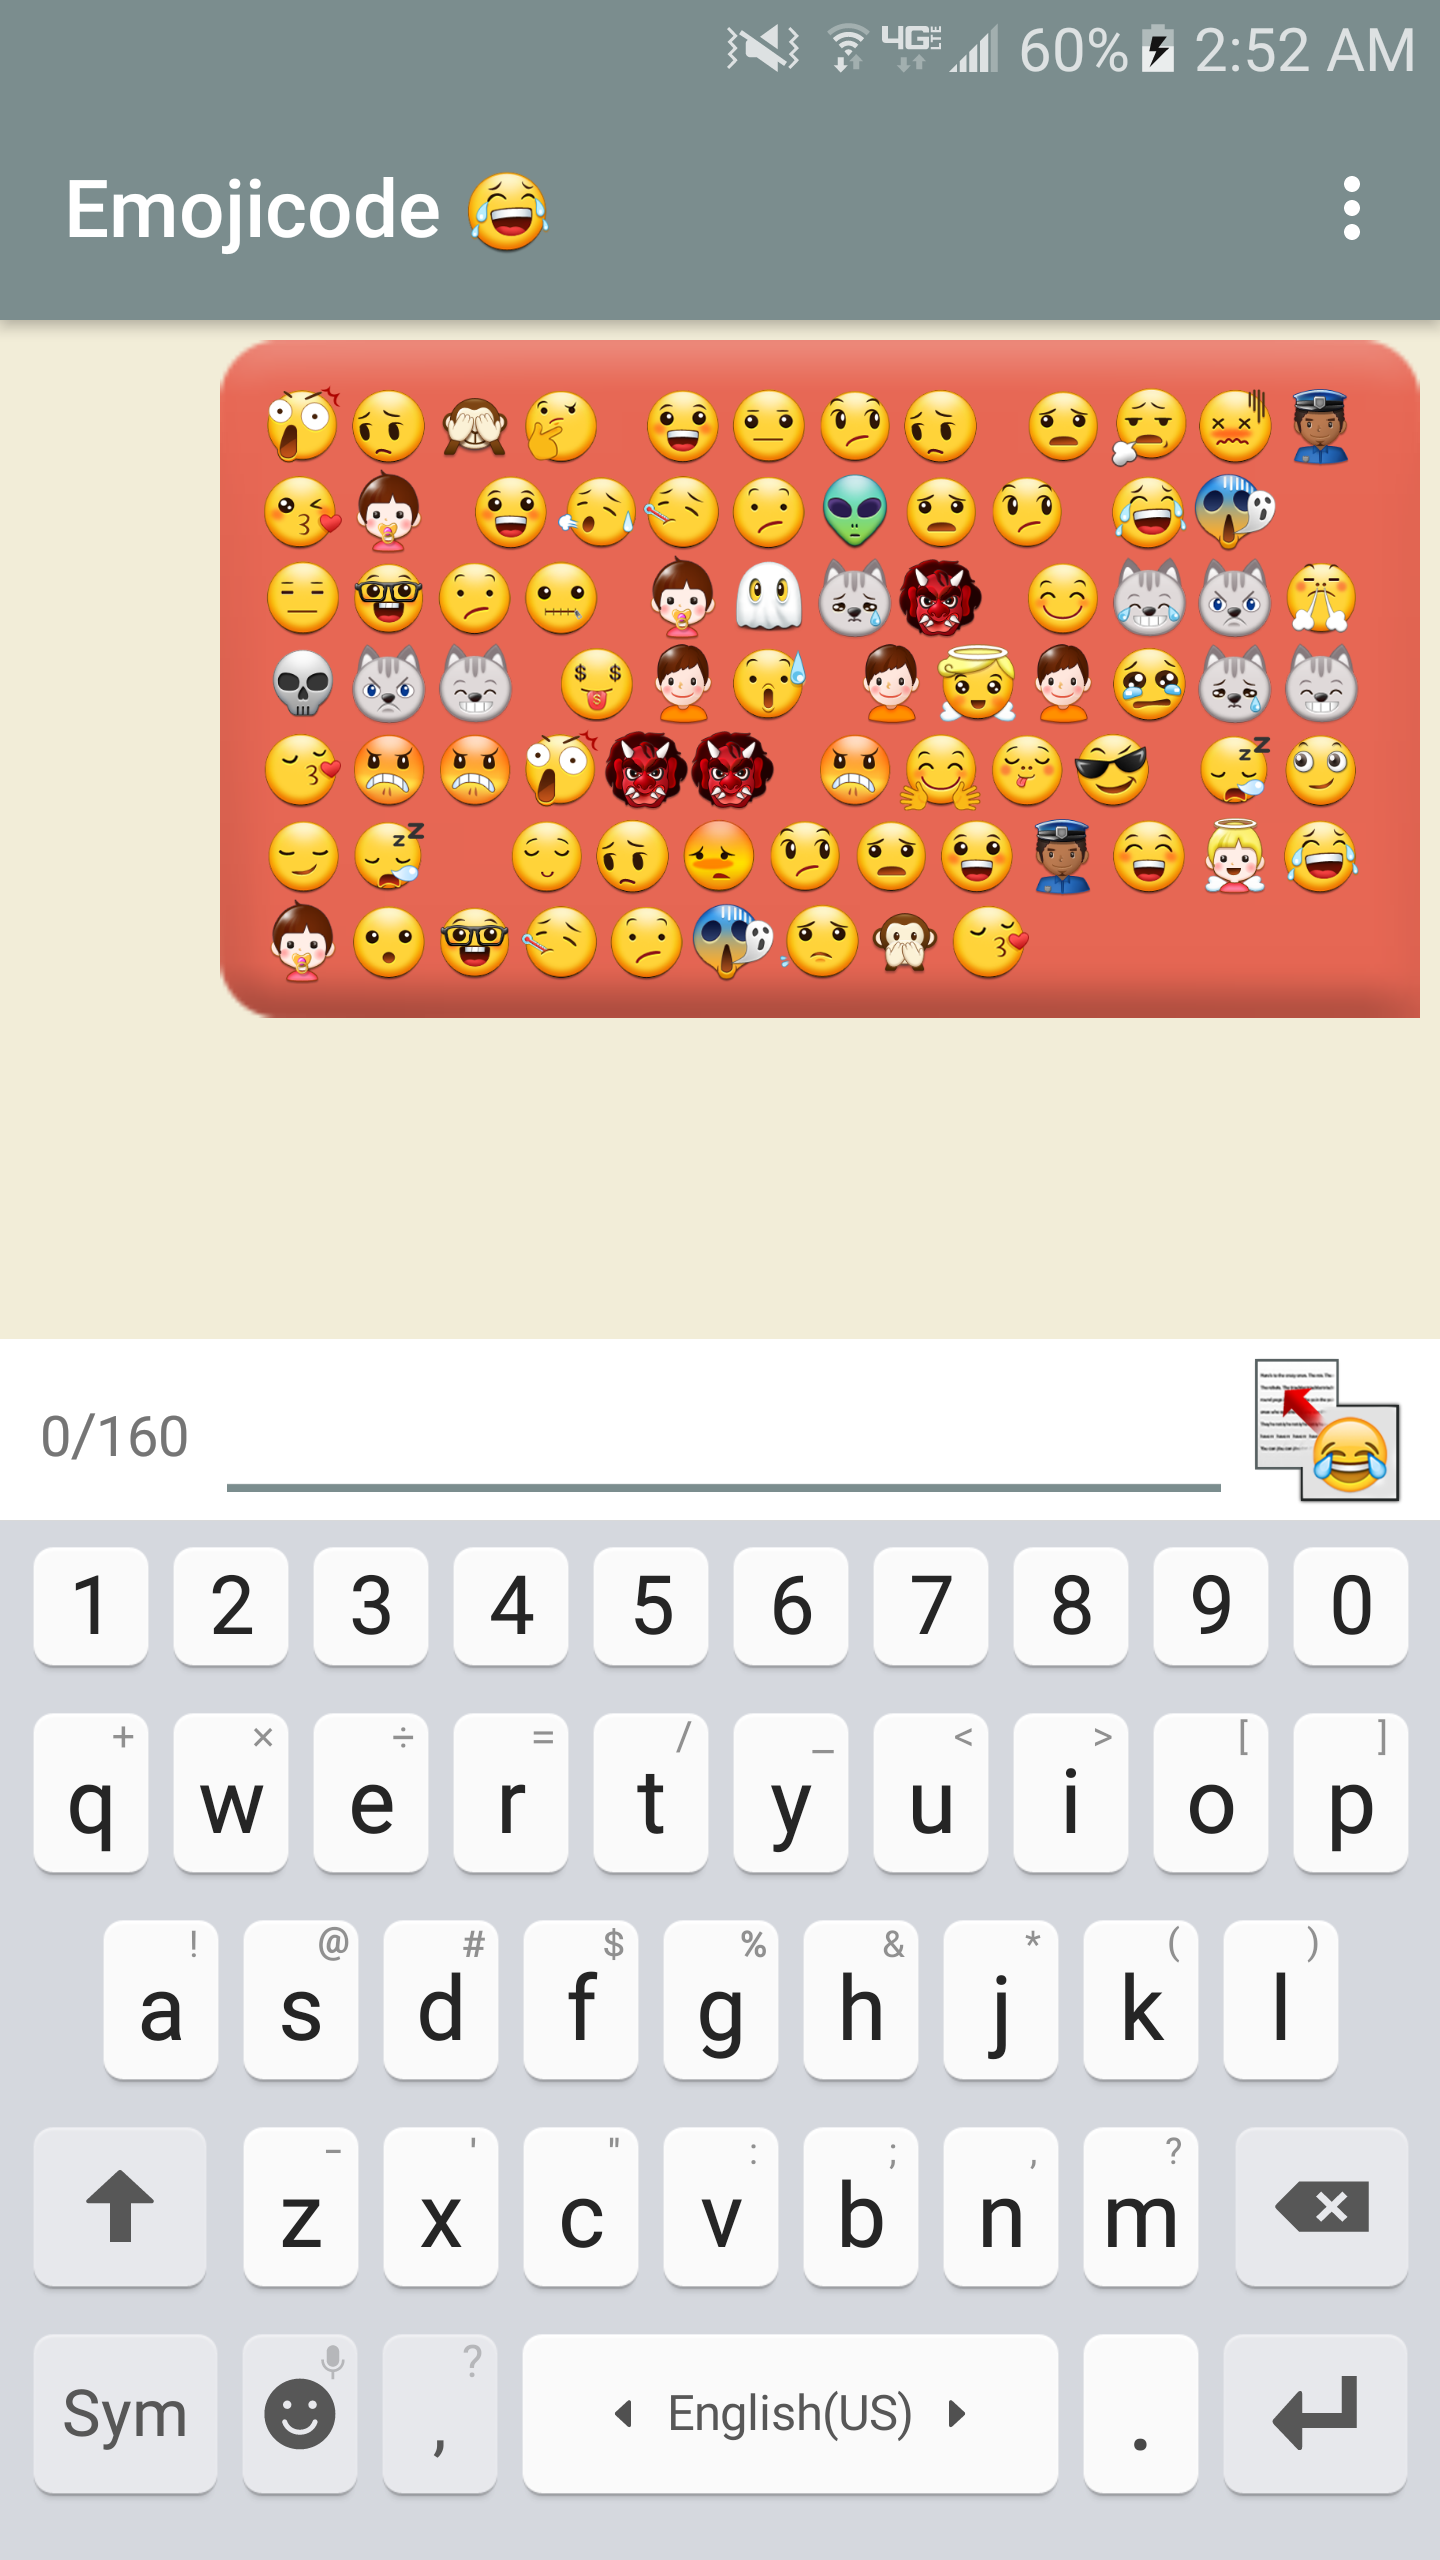 60% 2:52 AM
4G LTE
Emojicode 😂
😲😔🙈🤔 😀😐😞😔 😦😤😖👮
😘👶 😀😥🤒😕👽😦😞 😂😱
😑🤓😕🤐 👶👻😿👹 😊😹😾😤
💀😾😸 🤑👦😰 👦👼👦😢😿😸
😚😠😠😲👹👹 😠🤗😋😎 😪🙄
😏😪 😌😔😳😞😦😀👮😁👼😂
👶😮🤓🤒😕😱😟🙊😚
0/160
1 2 3 4 5 6 7 8 9 0
+ × ÷ = / _ < > [ ]
q w e r t y u i o p
! @ # $ % & * ( )
a s d f g h j k l
- ' " : ; , ?
z x c v b n m
Sym , ? English(US) .